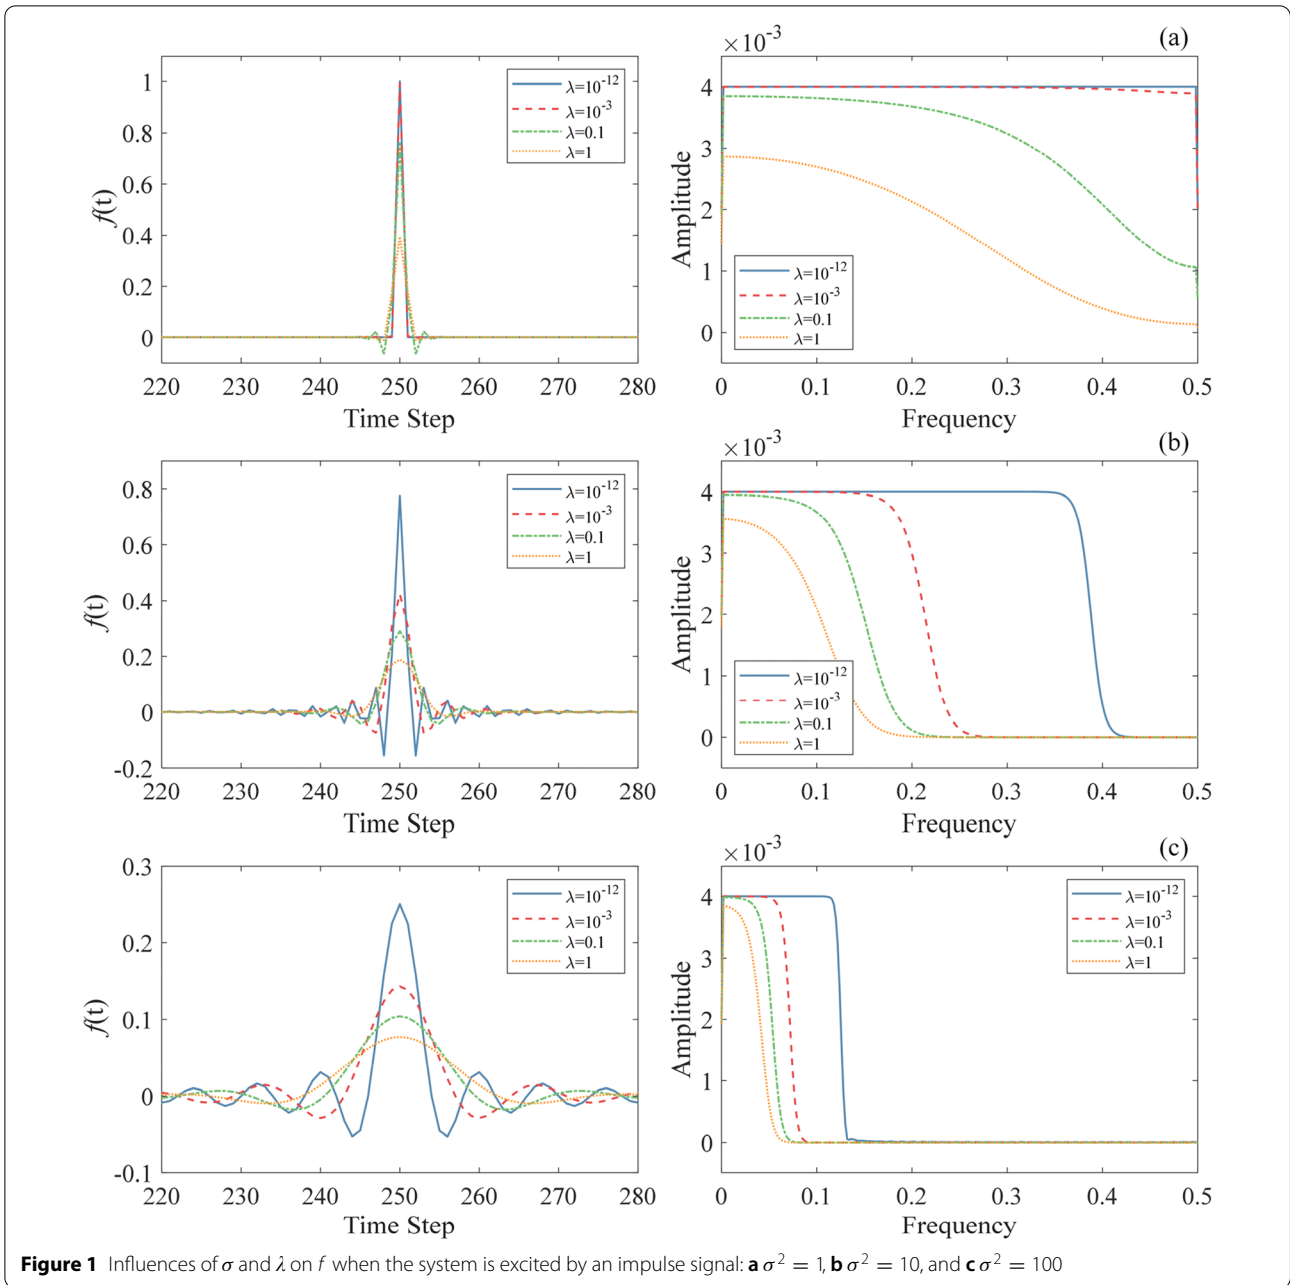 (a)
×10⁻³
1
0.8
0.6
0.4
0.2
0
f(t)
220 230 240 250 260 270 280
Time Step
λ=10⁻¹²
λ=10⁻³
λ=0.1
λ=1
4
3
2
1
0
Amplitude
0 0.1 0.2 0.3 0.4 0.5
Frequency
λ=10⁻¹²
λ=10⁻³
λ=0.1
λ=1
(b)
×10⁻³
0.8
0.6
0.4
0.2
0
-0.2
f(t)
220 230 240 250 260 270 280
Time Step
λ=10⁻¹²
λ=10⁻³
λ=0.1
λ=1
4
3
2
1
0
Amplitude
0 0.1 0.2 0.3 0.4 0.5
Frequency
λ=10⁻¹²
λ=10⁻³
λ=0.1
λ=1
(c)
×10⁻³
0.3
0.2
0.1
0
-0.1
f(t)
220 230 240 250 260 270 280
Time Step
λ=10⁻¹²
λ=10⁻³
λ=0.1
λ=1
4
3
2
1
0
Amplitude
0 0.1 0.2 0.3 0.4 0.5
Frequency
λ=10⁻¹²
λ=10⁻³
λ=0.1
λ=1
Figure 1 Influences of σ and λ on f when the system is excited by an impulse signal: a σ² = 1, b σ² = 10, and c σ² = 100